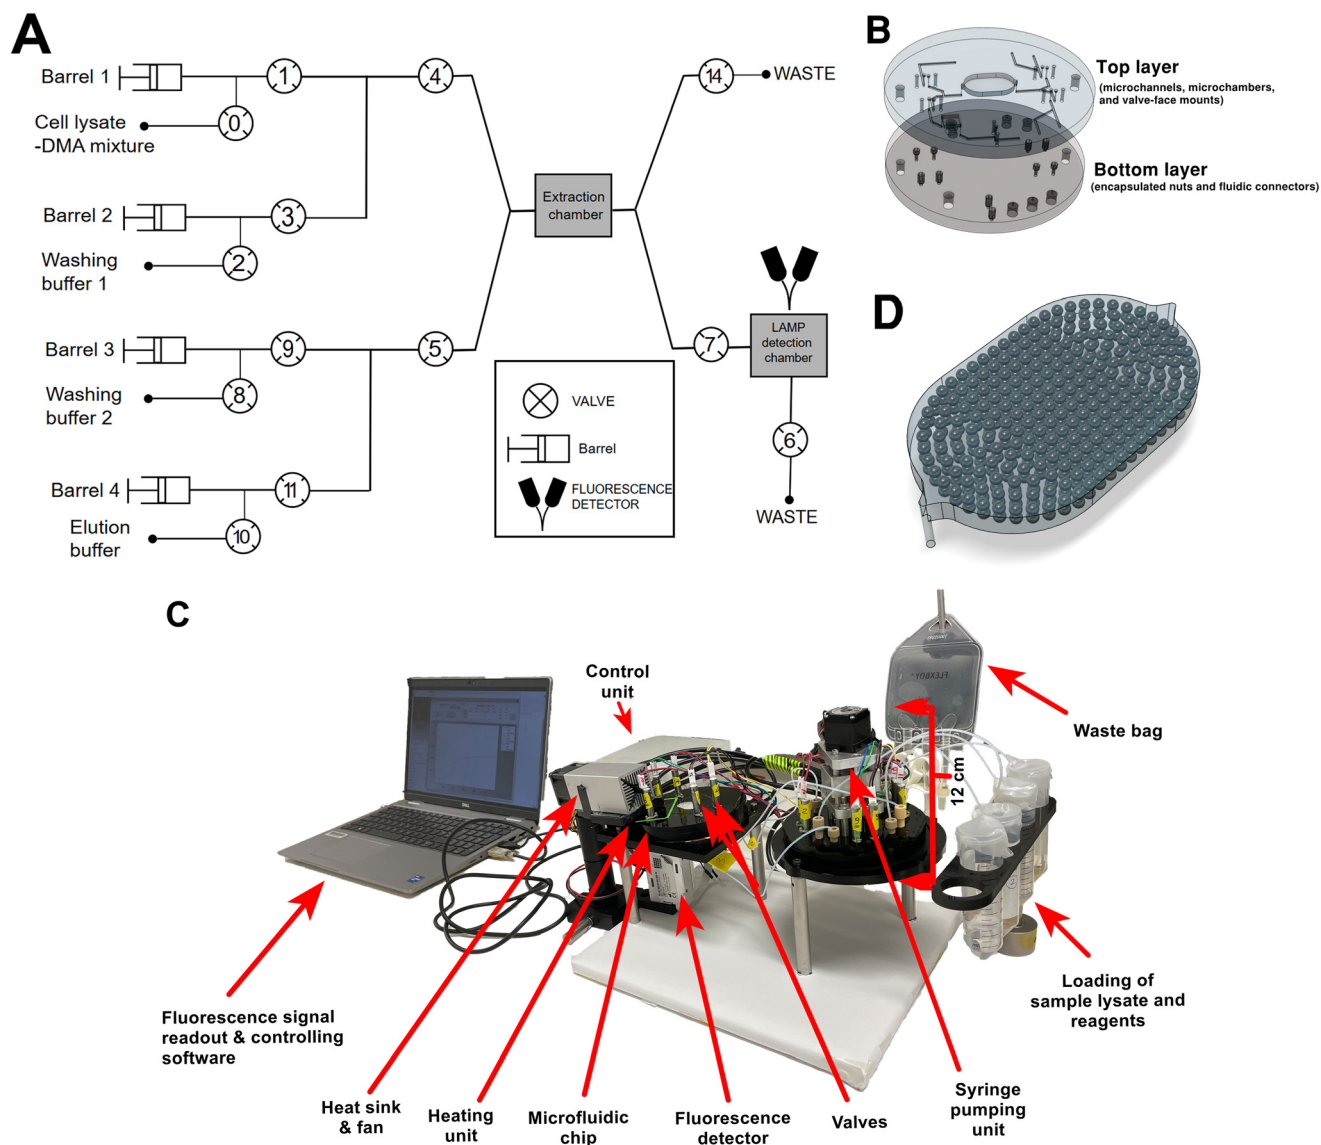 A
Barrel 1
1
4
14
WASTE
Cell lysate
-DMA mixture
0
Barrel 2
3
Washing
buffer 1
2
Extraction
chamber
Barrel 3
9
5
7
LAMP
detection
chamber
Washing
buffer 2
8
6
WASTE
Barrel 4
11
Elution
buffer
10
VALVE
Barrel
FLUORESCENCE
DETECTOR
B
Top layer
(microchannels, microchambers,
and valve-face mounts)
Bottom layer
(encapsulated nuts and fluidic connectors)
D
C
Control
unit
FLEXBOY®
Waste bag
12 cm
DELL
Loading of
sample lysate and
reagents
Fluorescence signal
readout & controlling
software
Heat sink
& fan
Heating
unit
Microfluidic
chip
Fluorescence
detector
Valves
Syringe
pumping
unit